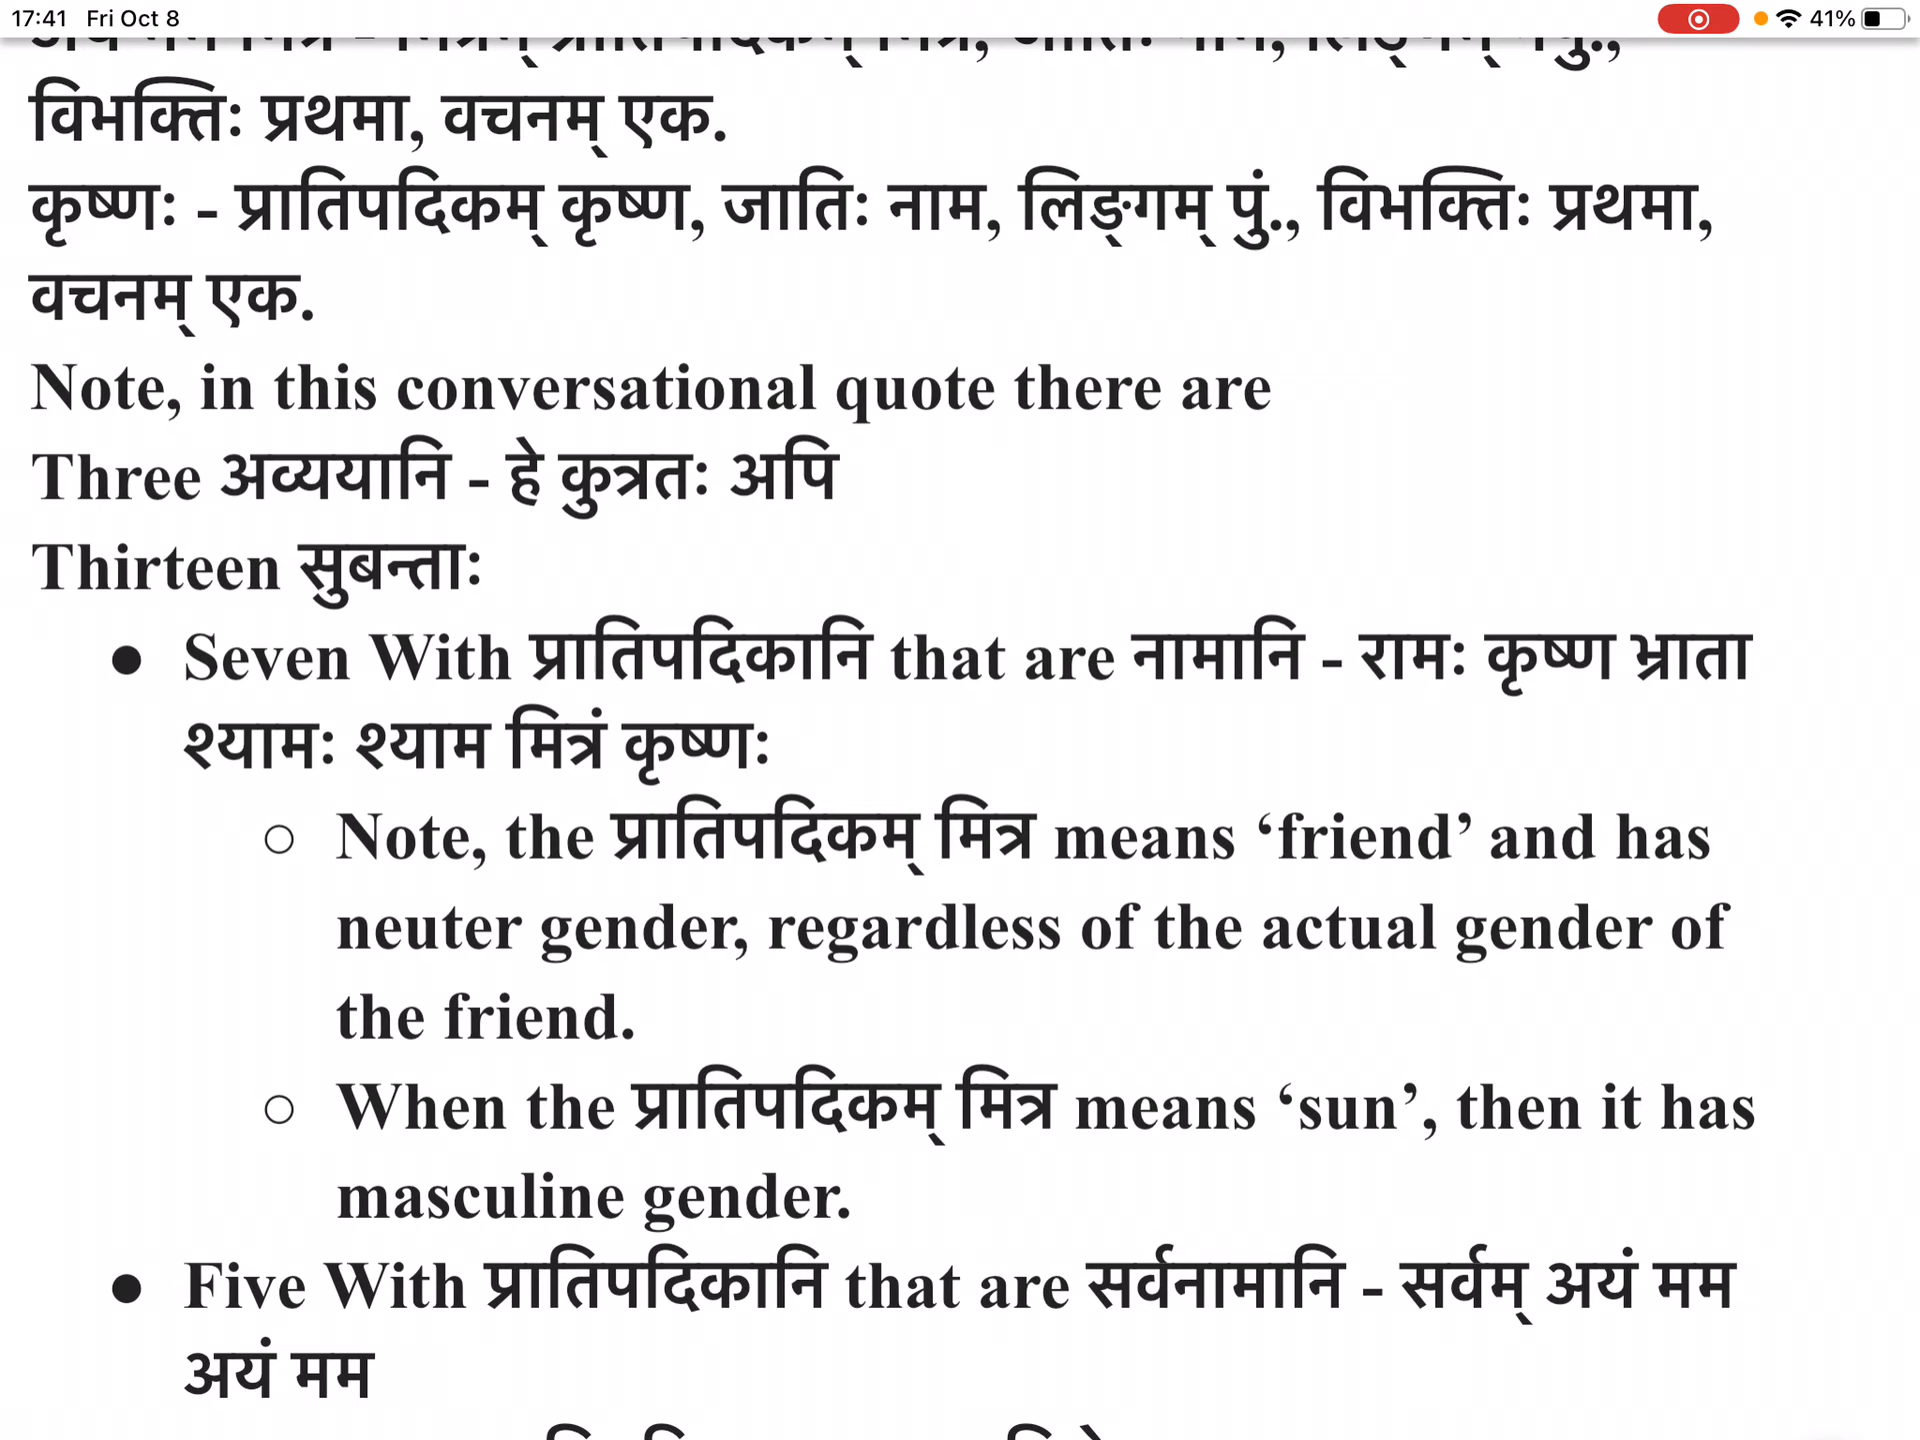 17:41 Fri Oct 8 41%
विभक्तिः प्रथमा, वचनम् एक.
कृष्णः - प्रातिपदिकम् कृष्ण, जातिः नाम, लिङ्गम् पुं., विभक्तिः प्रथमा,
वचनम् एक.
Note, in this conversational quote there are
Three अव्ययानि - हे कुत्रतः अपि
Thirteen सुबन्ताः
● Seven With प्रातिपदिकानि that are नामानि - रामः कृष्ण भ्राता
श्यामः श्याम मित्रं कृष्णः
○ Note, the प्रातिपदिकम् मित्र means ‘friend’ and has
neuter gender, regardless of the actual gender of
the friend.
○ When the प्रातिपदिकम् मित्र means ‘sun’, then it has
masculine gender.
● Five With प्रातिपदिकानि that are सर्वनामानि - सर्वम् अयं मम
अयं मम